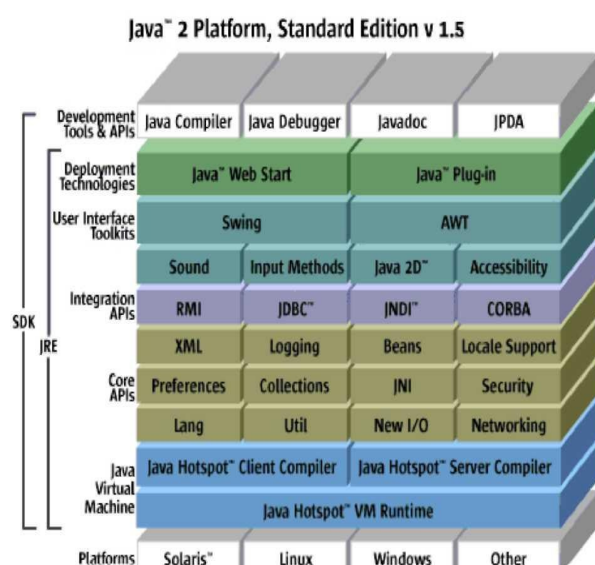 Java™ 2 Platform, Standard Edition v 1.5
Development Tools & APIs
Java Compiler Java Debugger Javadoc JPDA
Deployment Technologies
Java™ Web Start Java™ Plug-in
User Interface Toolkits
Swing AWT
Sound Input Methods Java 2D™ Accessibility
Integration APIs
RMI JDBC™ JNDI™ CORBA
SDK
JRE
XML Logging Beans Locale Support
Core APIs
Preferences Collections JNI Security
Lang Util New I/O Networking
Java Virtual Machine
Java Hotspot™ Client Compiler Java Hotspot™ Server Compiler
Java Hotspot™ VM Runtime
Platforms
Solaris™ Linux Windows Other